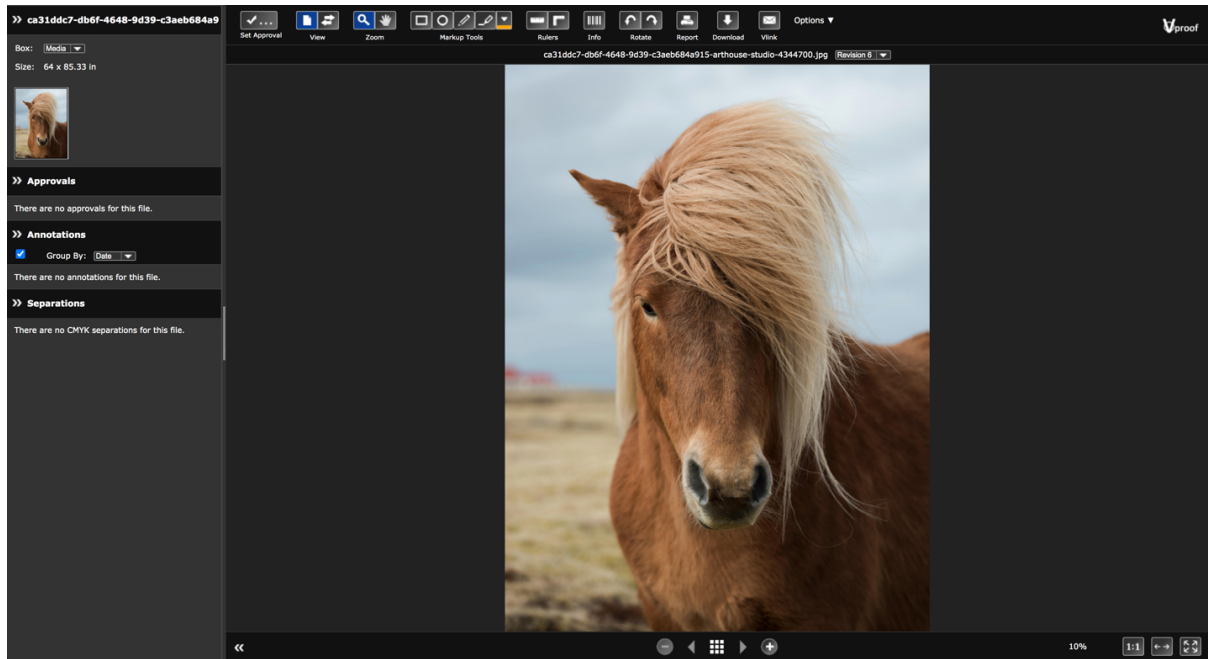 ca31ddc7-db6f-4648-9d39-c3aeb684a9
Box: Media
Size: 64 x 85.33 in
Approvals
There are no approvals for this file.
Annotations
Group By: Date
There are no annotations for this file.
Separations
There are no CMYK separations for this file.
Set Approval
View
Zoom
Markup Tools
Rulers
Info
Rotate
Report
Download
Vlink
Options ▼
Vproof
ca31ddc7-db6f-4648-9d39-c3aeb684a915-arthouse-studio-4344700.jpg Revision 6
10%
1:1